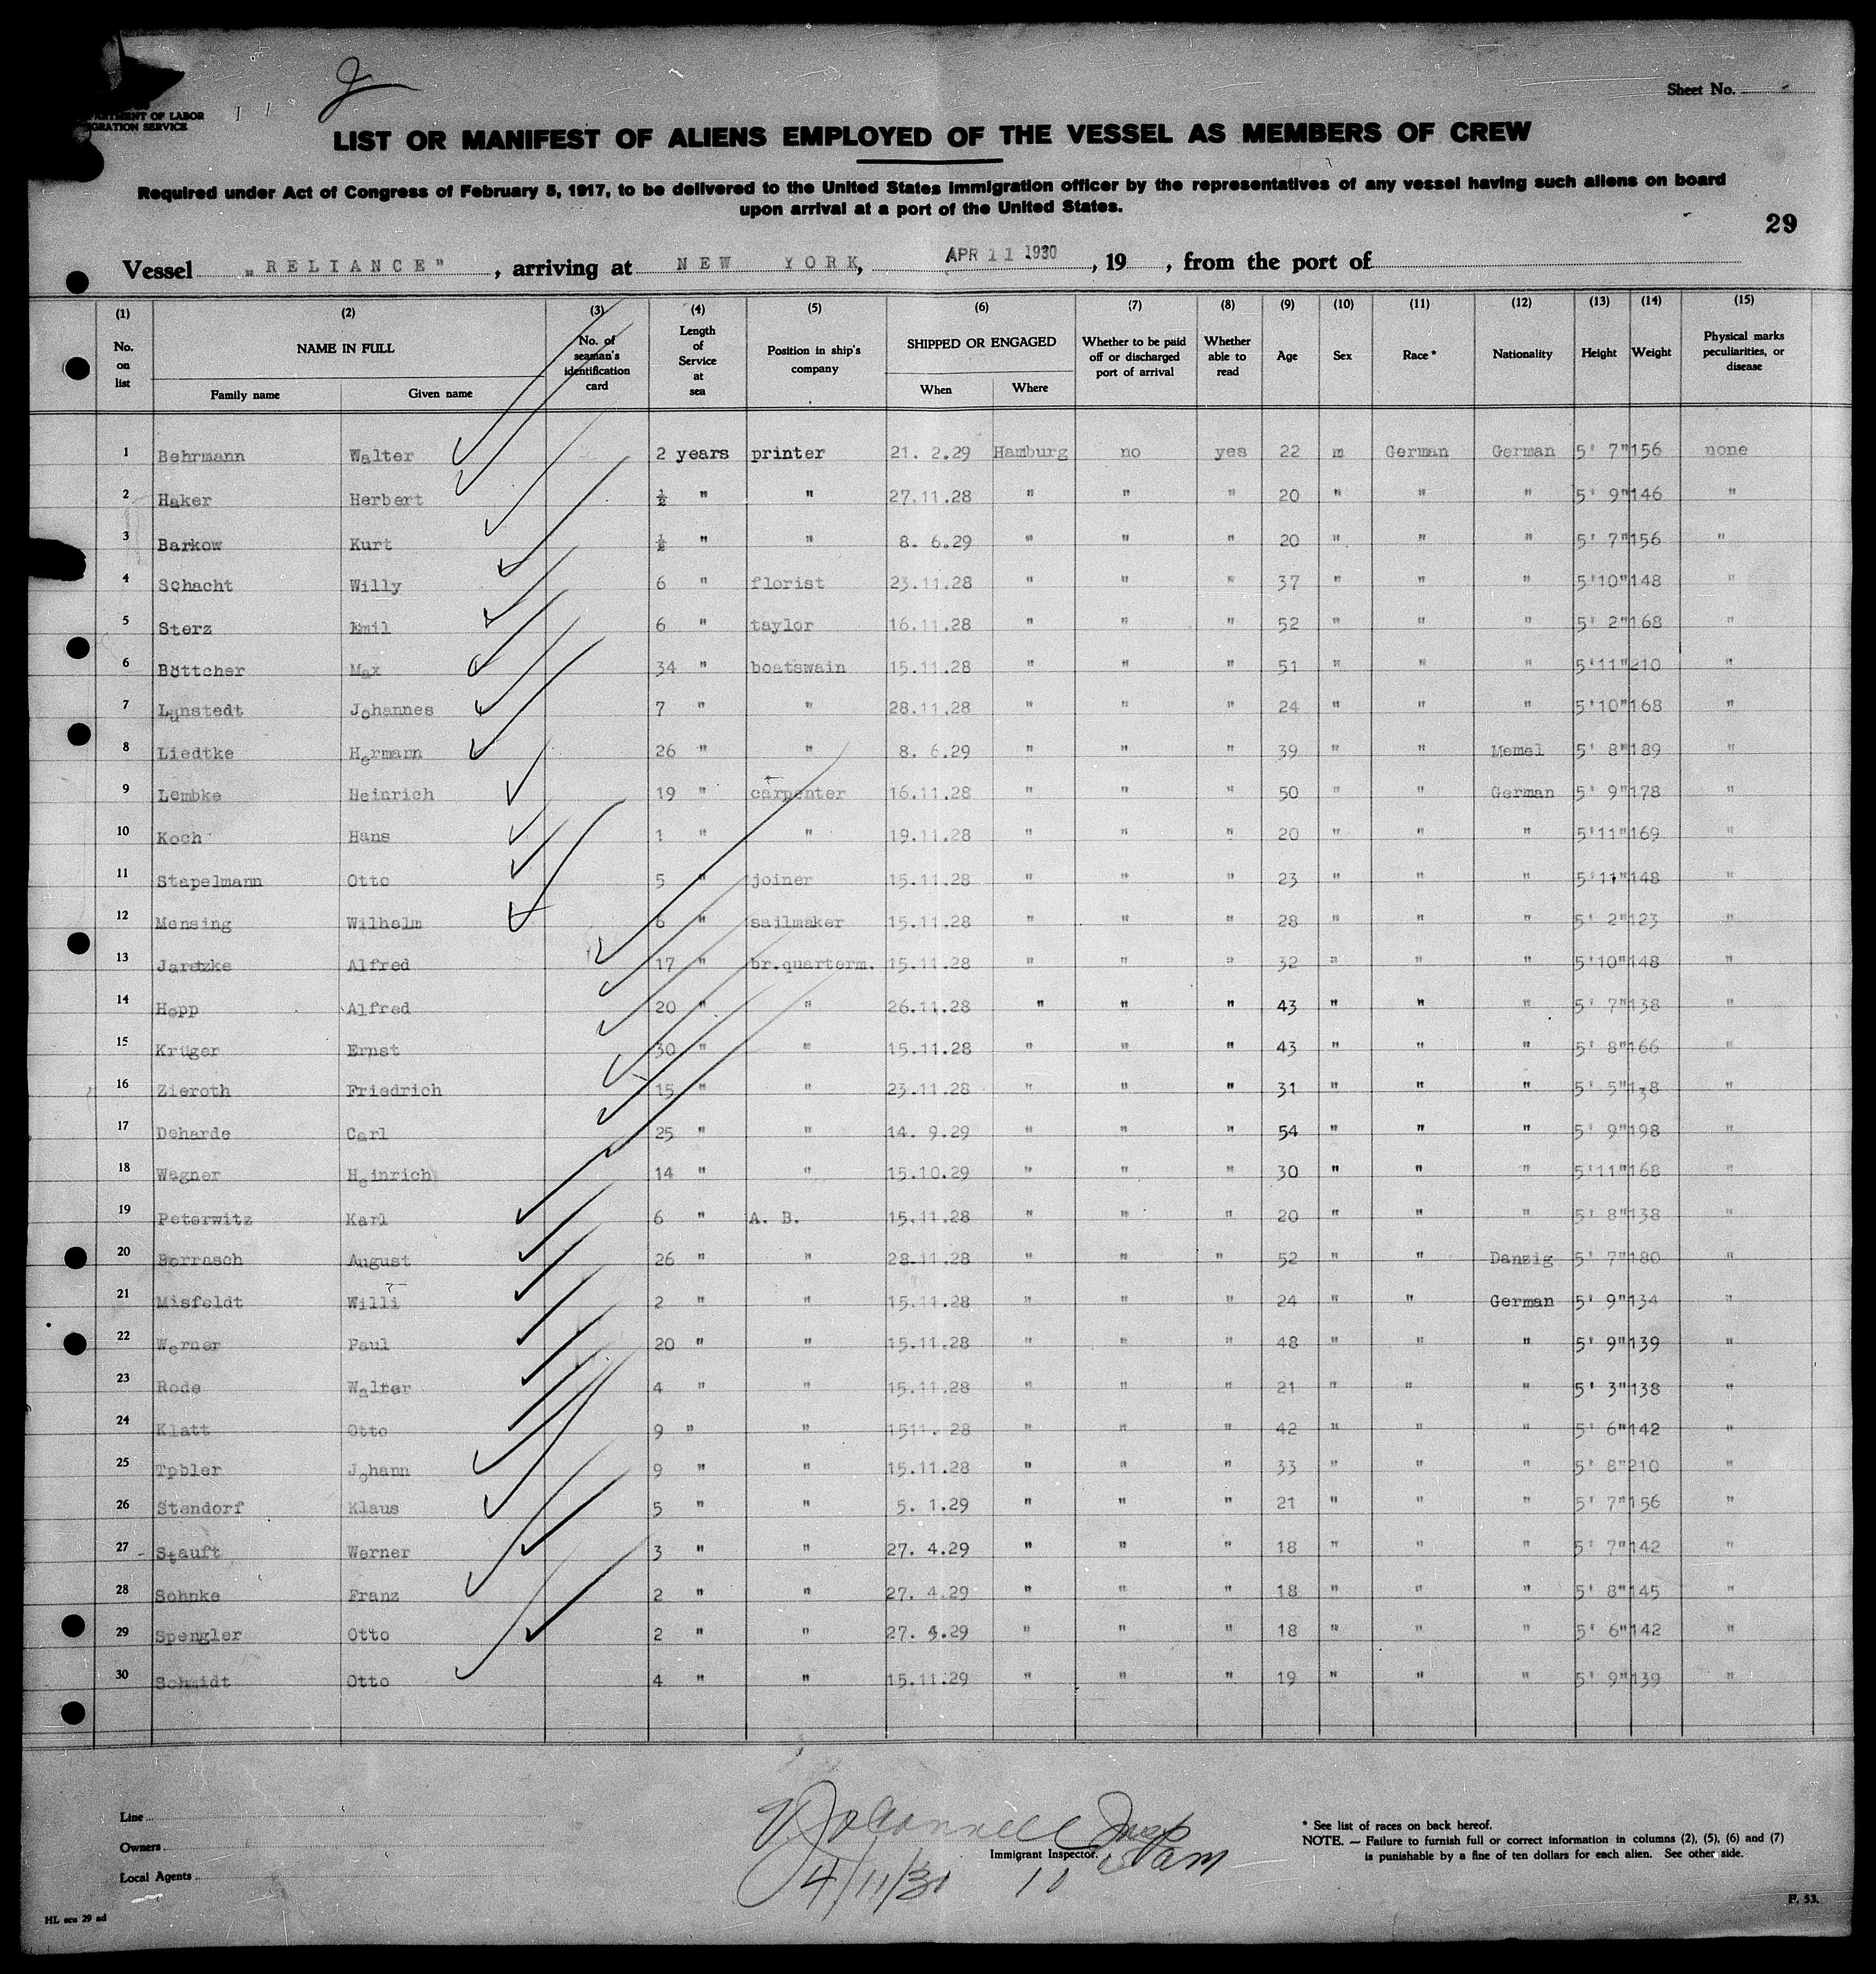 Sheet No.
ARTMENT OF LABOR
IGRATION SERVICE
LIST OR MANIFEST OF ALIENS EMPLOYED OF THE VESSEL AS MEMBERS OF CREW
Required under Act of Congress of February 5, 1917, to be delivered to the United States immigration officer by the representatives of any vessel having such aliens on board
upon arrival at a port of the United States.
29
Vessel „RELIANCE" , arriving at NEW YORK, APR 11 1930 , 19 , from the port of
(1) (2) (3) (4) (5) (6) (7) (8) (9) (10) (11) (12) (13) (14) (15)
No. on list NAME IN FULL Family name Given name No. of seaman's identification card Length of Service at sea Position in ship's company SHIPPED OR ENGAGED When Where Whether to be paid off or discharged port of arrival Whether able to read Age Sex Race * Nationality Height Weight Physical marks peculiarities, or disease
1 Behrmann Walter 2 years printer 21. 2.29 Hamburg no yes 22 m German German 5' 7" 156 none
2 Haker Herbert ½ " " 27.11.28 " " " 20 " " " 5' 9" 146 "
3 Barkow Kurt ½ " " 8. 6.29 " " " 20 " " " 5' 7" 156 "
4 Schacht Willy 6 " florist 23.11.28 " " " 37 " " " 5'10" 148 "
5 Sterz Emil 6 " taylor 16.11.28 " " " 52 " " " 5' 2" 168 "
6 Böttcher Max 34 " boatswain 15.11.28 " " " 51 " " " 5'11" 210 "
7 Lunstedt Johannes 7 " " 28.11.28 " " " 24 " " " 5'10" 168 "
8 Liedtke Hermann 26 " " 8. 6.29 " " " 39 " " Memel 5' 8" 189 "
9 Lembke Heinrich 19 " carpenter 16.11.28 " " " 50 " " German 5' 9" 178 "
10 Koch Hans 1 " " 19.11.28 " " " 20 " " " 5'11" 169 "
11 Stapelmann Otto 5 " joiner 15.11.28 " " " 23 " " " 5'11" 148 "
12 Mensing Wilhelm 6 " sailmaker 15.11.28 " " " 28 " " " 5' 2" 123 "
13 Jaretzke Alfred 17 " br.quarterm. 15.11.28 " " " 32 " " " 5'10" 148 "
14 Hopp Alfred 20 " " 26.11.28 " " " 43 " " " 5' 7" 138 "
15 Krüger Ernst 30 " " 15.11.28 " " " 43 " " " 5' 8" 166 "
16 Zieroth Friedrich 15 " " 23.11.28 " " " 31 " " " 5' 5" 138 "
17 Deharde Carl 25 " " 14. 9.29 " " " 54 " " " 5' 9" 198 "
18 Wagner Heinrich 14 " " 15.10.29 " " " 30 " " " 5'11" 168 "
19 Peterwitz Karl 6 " A. B. 15.11.28 " " " 20 " " " 5' 8" 138 "
20 Borrasch August 26 " " 28.11.28 " " " 52 " " Danzig 5' 7" 180 "
21 Misfeldt Willi 2 " " 15.11.28 " " " 24 " " German 5' 9" 134 "
22 Werner Paul 20 " " 15.11.28 " " " 48 " " " 5' 9" 139 "
23 Rode Walter 4 " " 15.11.28 " " " 21 " " " 5' 3" 138 "
24 Klatt Otto 9 " " 1511. 28 " " " 42 " " " 5' 6" 142 "
25 Tpbler Johann 9 " " 15.11.28 " " " 33 " " " 5' 8" 210 "
26 Stendorf Klaus 5 " " 5. 1.29 " " " 21 " " " 5' 7" 156 "
27 Stauft Werner 3 " " 27. 4.29 " " " 18 " " " 5' 7" 142 "
28 Sohnke Franz 2 " " 27. 4.29 " " " 18 " " " 5' 8" 145 "
29 Spengler Otto 2 " " 27. 4.29 " " " 18 " " " 5' 6" 142 "
30 Schmidt Otto 4 " " 15.11.29 " " " 19 " " " 5' 9" 139 "
Line
Owners
Local Agents
Insp
Immigrant Inspector.
4/11/30 10 am
* See list of races on back hereof.
NOTE. — Failure to furnish full or correct information in columns (2), (5), (6) and (7)
is punishable by a fine of ten dollars for each alien. See other side.
F. 53.